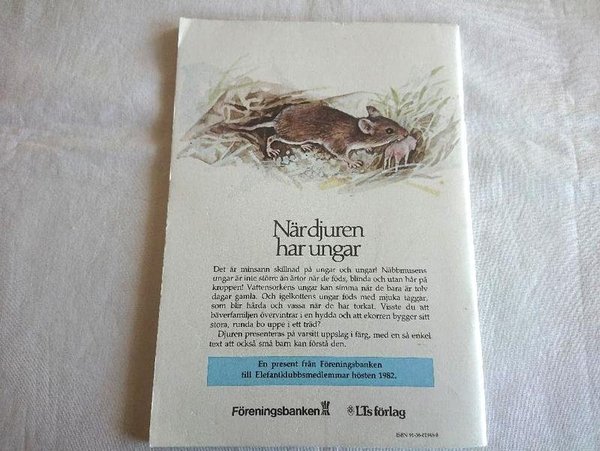 När djuren
har ungar
Det är minsann skillnad på ungar och ungar! Näbbmusens
ungar är inte större än ärtor när de föds, blinda och utan hår på
kroppen! Vattensorkens ungar kan simma när de bara är tolv
dagar gamla. Och igelkottens ungar föds med mjuka taggar,
som blir hårda och vassa när de har torkat. Visste du att
bäverfamiljen övervintrar i en hydda och att ekorren bygger sitt
stora, runda bo uppe i ett träd?
Djuren presenteras på varsitt uppslag i färg, med en så enkel
text att också små barn kan förstå den.
En present från Föreningsbanken
till Elefantklubbsmedlemmar hösten 1982.
Föreningsbanken LTs förlag
ISBN